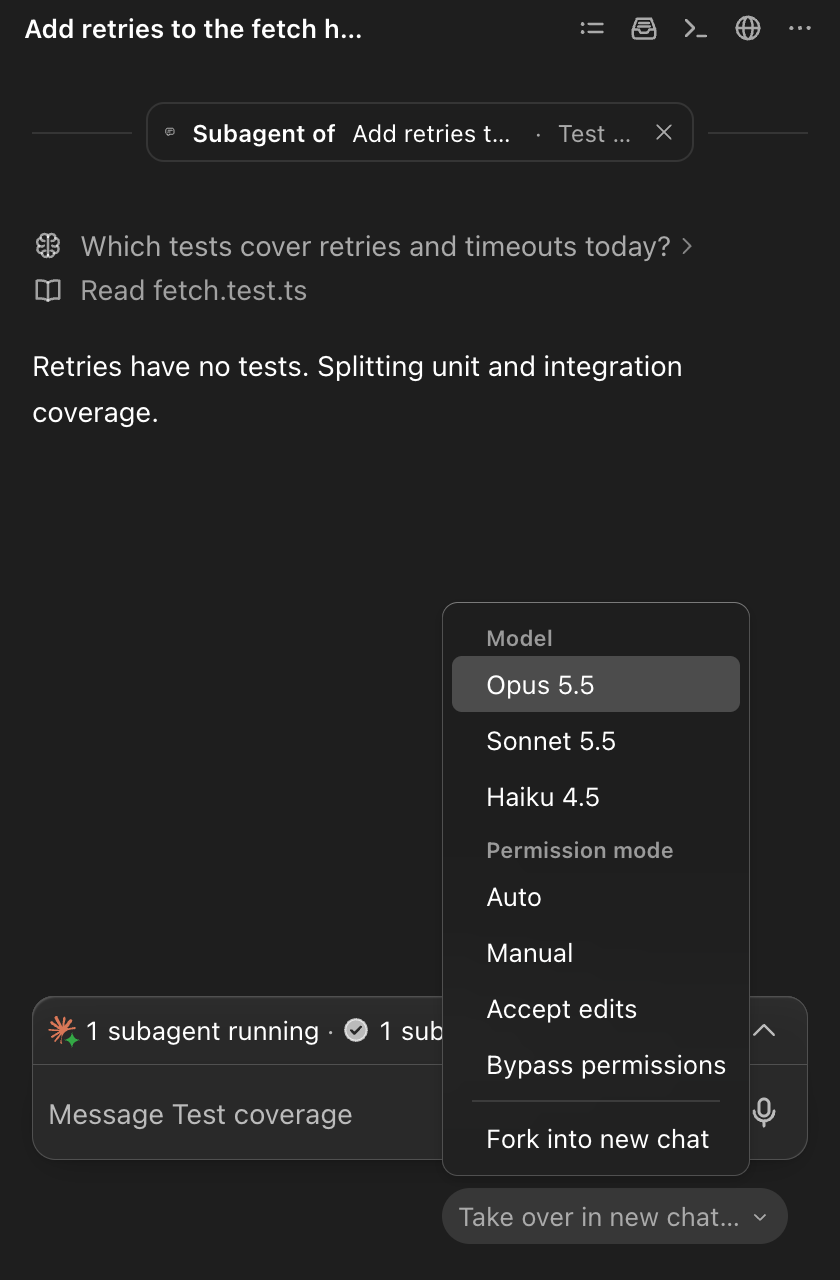 Add retries to the fetch h...
Subagent of Add retries t... · Test ...
Which tests cover retries and timeouts today?
Read fetch.test.ts
Retries have no tests. Splitting unit and integration
coverage.
Model
Opus 5.5
Sonnet 5.5
Haiku 4.5
Permission mode
Auto
Manual
Accept edits
Bypass permissions
Fork into new chat
1 subagent running · 1 sub
Message Test coverage
Take over in new chat...